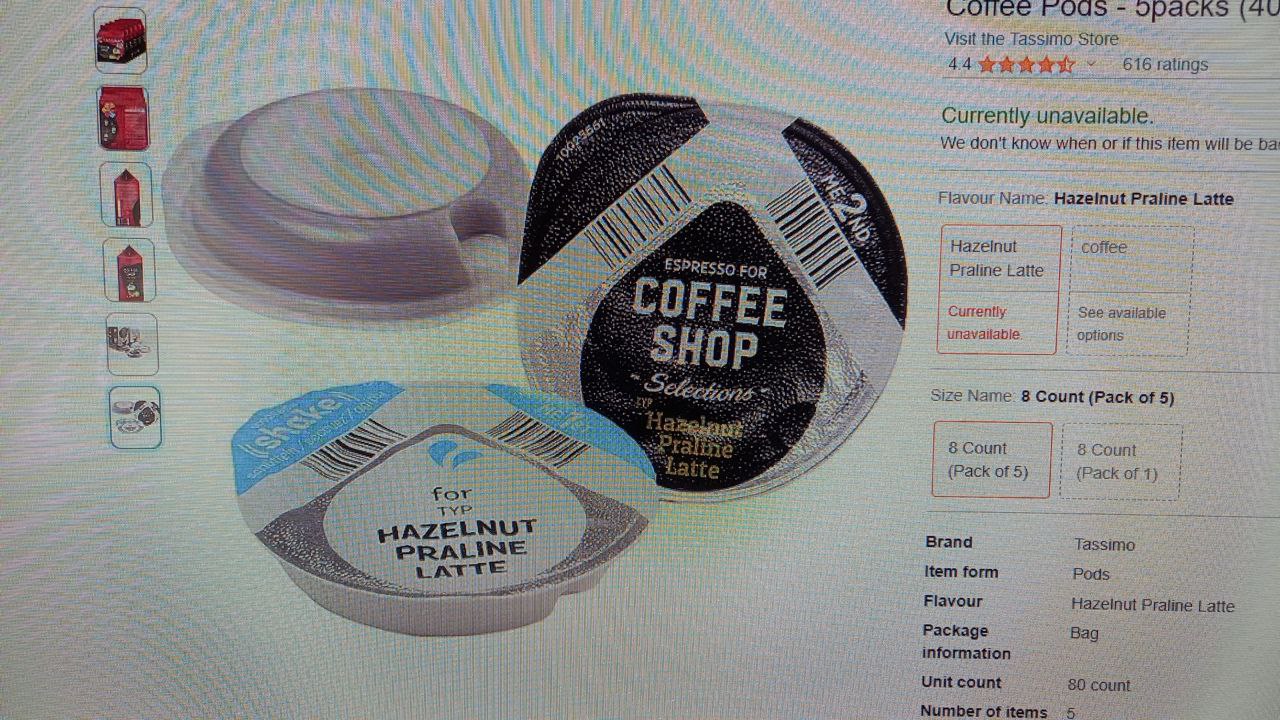 Coffee Pods - 5packs (40
Visit the Tassimo Store
4.4
616 ratings
Currently unavailable.
We don't know when or if this item will be ba
Flavour Name: Hazelnut Praline Latte
Hazelnut
Praline Latte
Currently
unavailable
coffee
See available
options
Size Name: 8 Count (Pack of 5)
8 Count
(Pack of 5)
8 Count
(Pack of 1)
Brand Tassimo
Item form Pods
Flavour Hazelnut Praline Latte
Package
information
Bag
Unit count 80 count
Number of items 5
2ND
ESPRESSO FOR
COFFEE
SHOP
Selections
TYP
Hazelnut
Praline
Latte
shake
for
TYP
HAZELNUT
PRALINE
LATTE